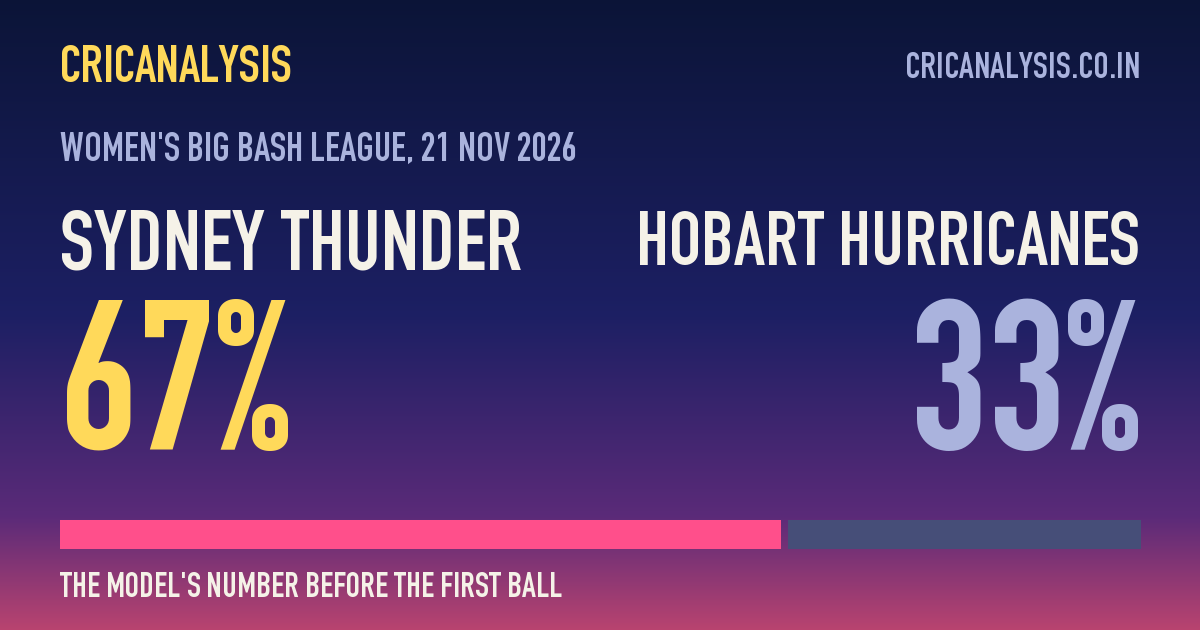 CRICANALYSIS
CRICANALYSIS.CO.IN
WOMEN'S BIG BASH LEAGUE, 21 NOV 2026
SYDNEY THUNDER
HOBART HURRICANES
67%
33%
THE MODEL'S NUMBER BEFORE THE FIRST BALL